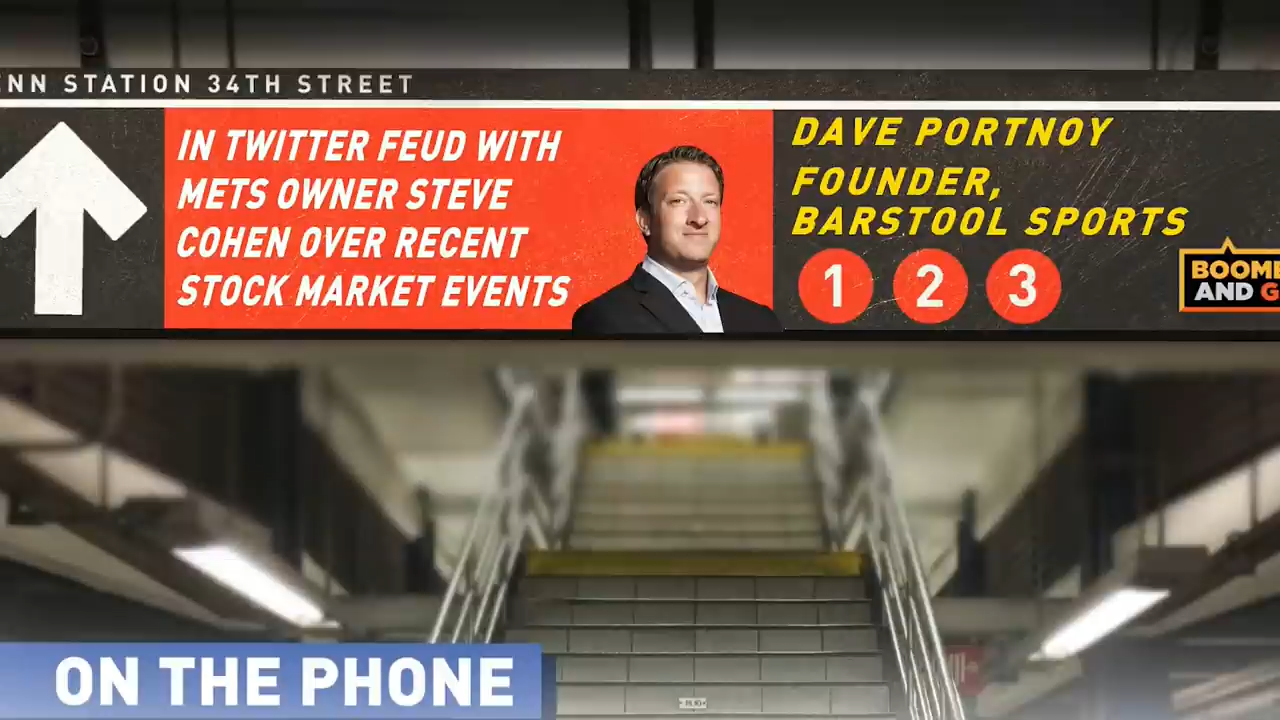 NN STATION 34TH STREET
IN TWITTER FEUD WITH
METS OWNER STEVE
COHEN OVER RECENT
STOCK MARKET EVENTS
DAVE PORTNOY
FOUNDER,
BARSTOOL SPORTS
1 2 3
BOOME
AND G
ON THE PHONE